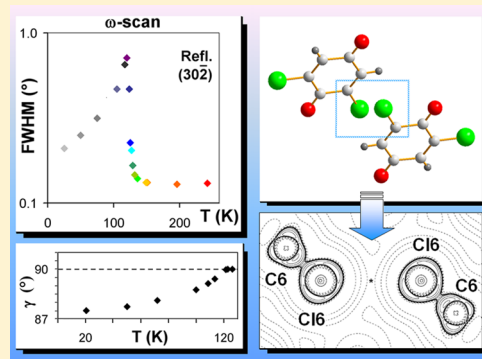 ω-scan
1.0
Refl.
(302̄)
FWHM (°)
0.1
0
100
200
T (K)
90
γ (°)
87
20
120
T (K)
Cl6
C6
C6
Cl6